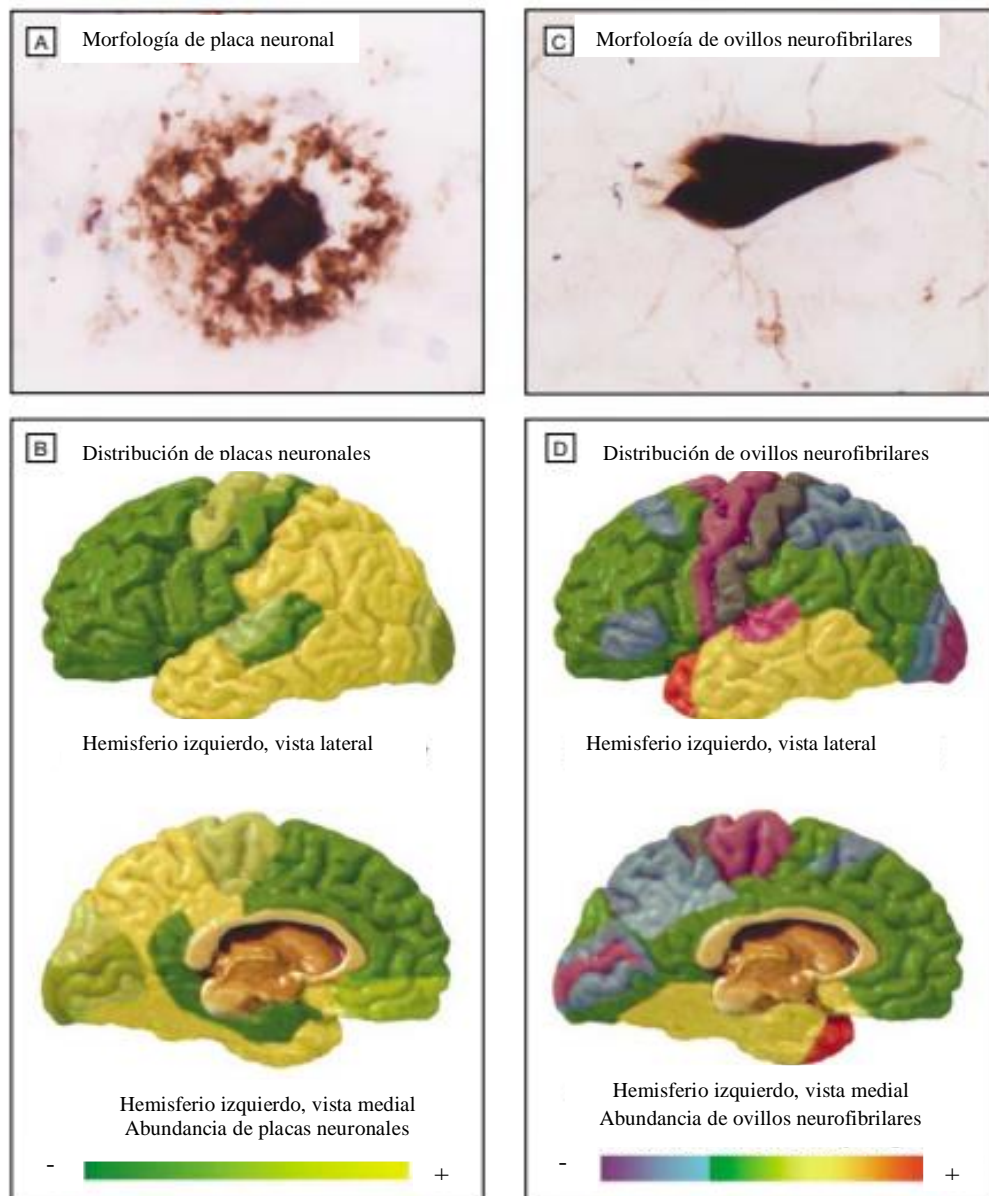 A Morfología de placa neuronal
C Morfología de ovillos neurofibrilares
B Distribución de placas neuronales
Hemisferio izquierdo, vista lateral
Hemisferio izquierdo, vista medial
Abundancia de placas neuronales
- +
D Distribución de ovillos neurofibrilares
Hemisferio izquierdo, vista lateral
Hemisferio izquierdo, vista medial
Abundancia de ovillos neurofibrilares
- +